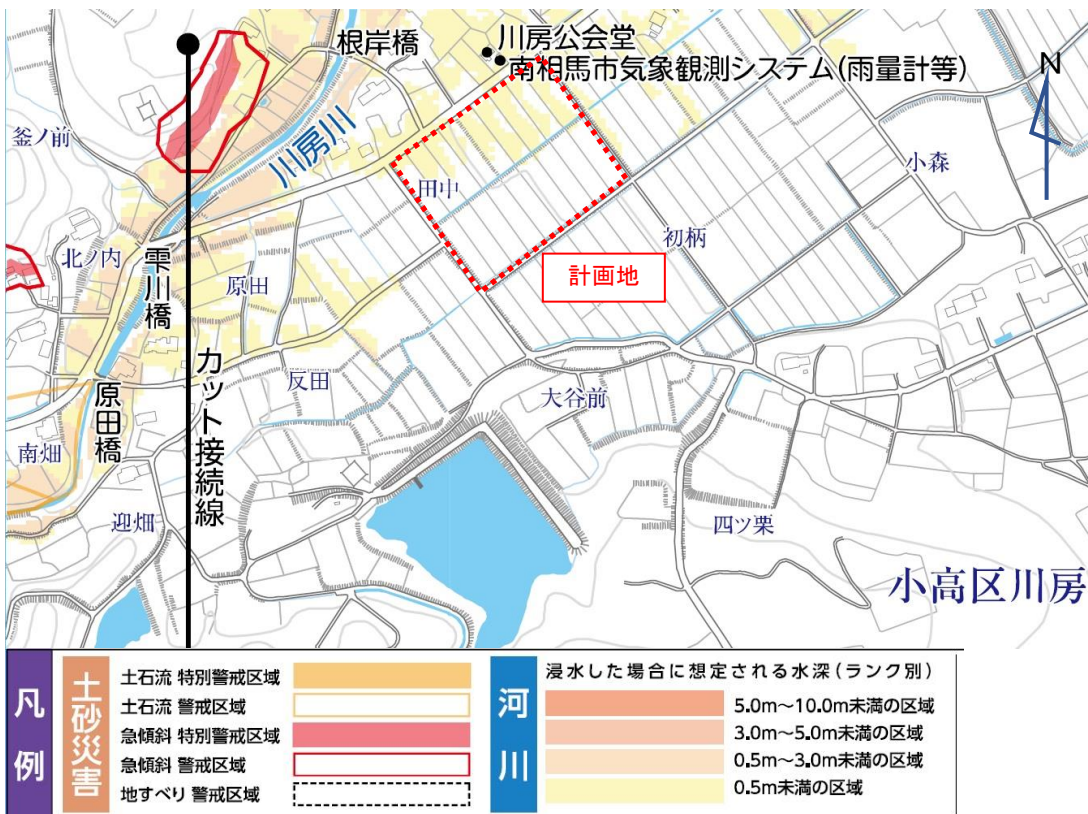 川房公会堂
根岸橋
南相馬市気象観測システム(雨量計等)
N
釜ノ前
川房川
小森
田中
初柄
北ノ内
雫川橋
原田
計画地
カット接続線
反田
大谷前
原田橋
南畑
迎畑
四ツ栗
小高区川房
凡例
土砂災害
土石流 特別警戒区域
土石流 警戒区域
急傾斜 特別警戒区域
急傾斜 警戒区域
地すべり 警戒区域
河川
浸水した場合に想定される水深(ランク別)
5.0m～10.0m未満の区域
3.0m～5.0m未満の区域
0.5m～3.0m未満の区域
0.5m未満の区域